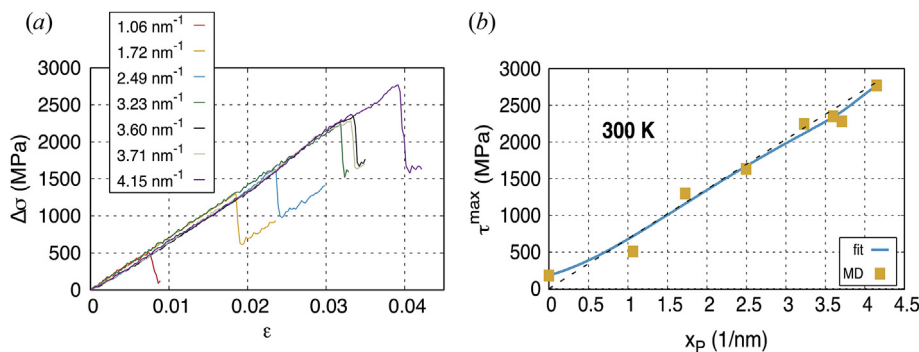 (a)
1.06 nm⁻¹
1.72 nm⁻¹
2.49 nm⁻¹
3.23 nm⁻¹
3.60 nm⁻¹
3.71 nm⁻¹
4.15 nm⁻¹
3000
2500
2000
1500
1000
500
0
Δσ (MPa)
0 0.01 0.02 0.03 0.04
ε
(b)
3000
2500
2000
1500
1000
500
0
τᵐᵃˣ (MPa)
300 K
fit
MD
0 0.5 1 1.5 2 2.5 3 3.5 4 4.5
xₚ (1/nm)